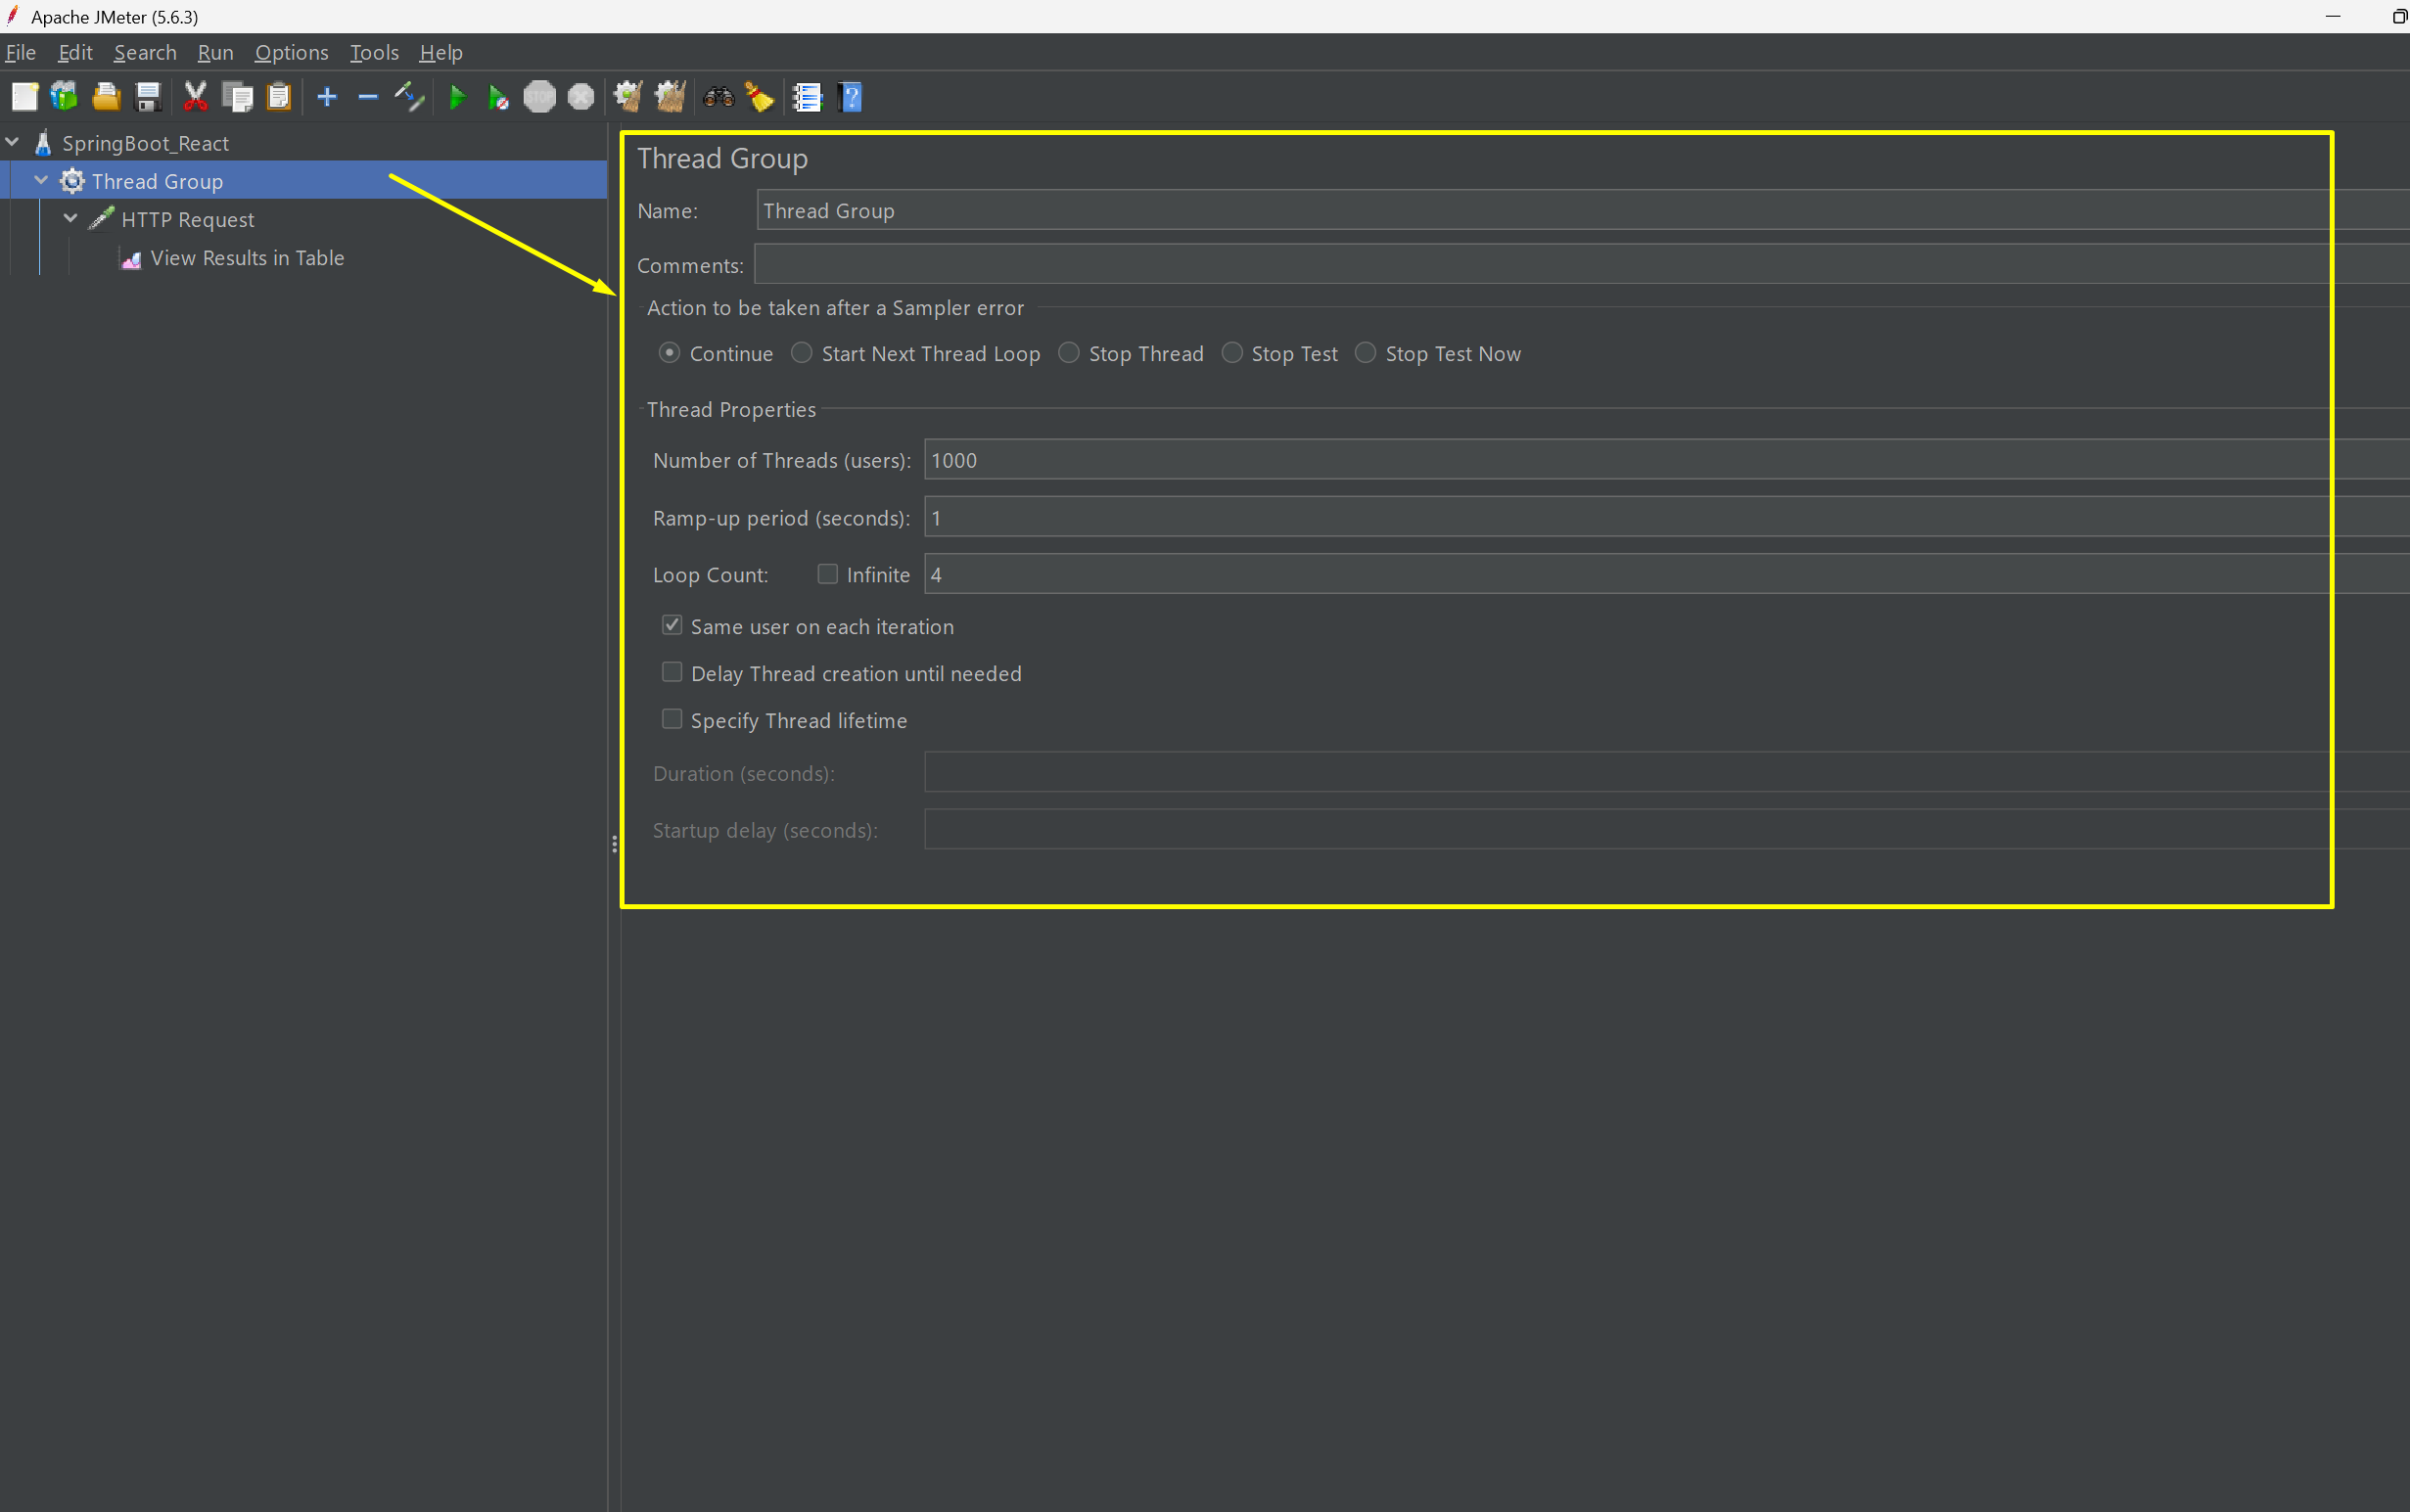 Apache JMeter (5.6.3)
File Edit Search Run Options Tools Help
STOP
?
SpringBoot_React
Thread Group
HTTP Request
View Results in Table
Thread Group
Name: Thread Group
Comments:
Action to be taken after a Sampler error
Continue Start Next Thread Loop Stop Thread Stop Test Stop Test Now
Thread Properties
Number of Threads (users): 1000
Ramp-up period (seconds): 1
Loop Count: Infinite 4
Same user on each iteration
Delay Thread creation until needed
Specify Thread lifetime
Duration (seconds):
Startup delay (seconds):